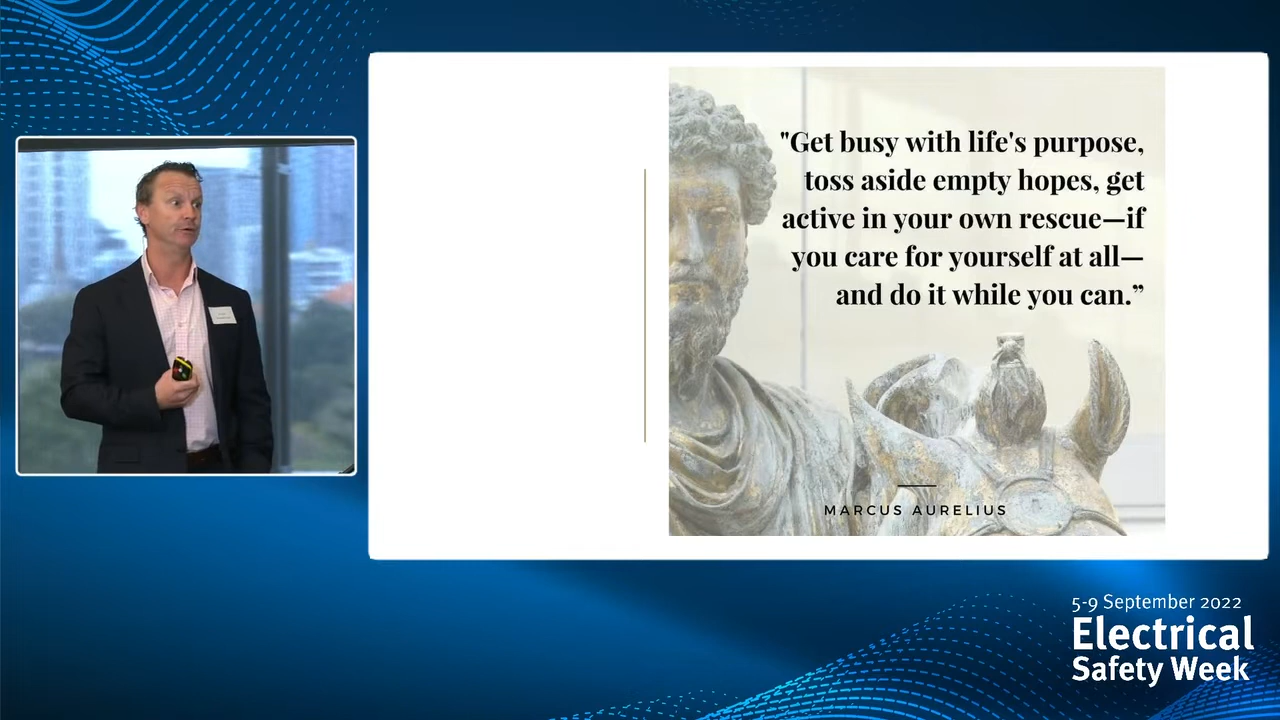 "Get busy with life's purpose,
toss aside empty hopes, get
active in your own rescue—if
you care for yourself at all—
and do it while you can.”
MARCUS AURELIUS
5-9 September 2022
Electrical
Safety Week